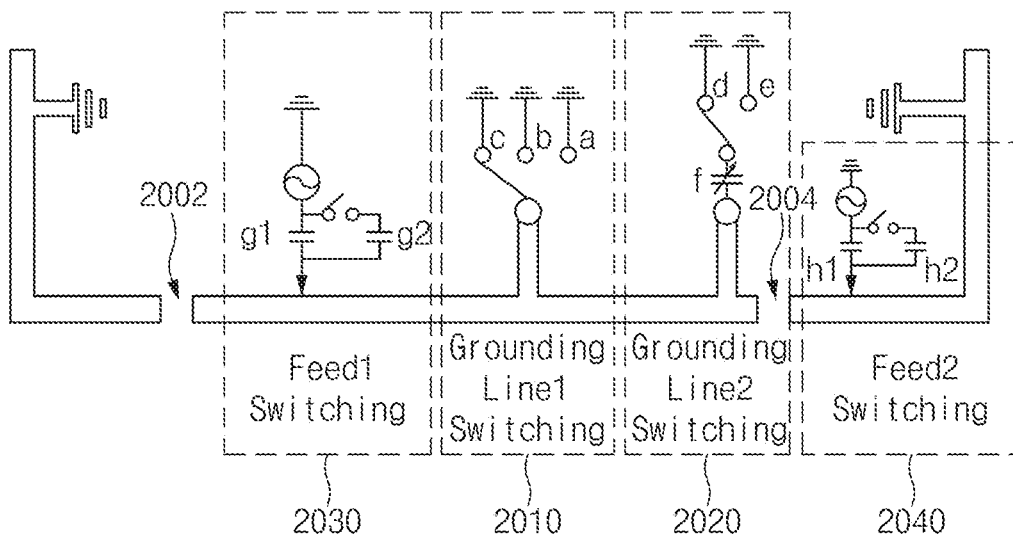 d e
c b a
f
2002
2004
g1 g2
h1 h2
Feed1
Switching
Grounding
Line1
Switching
Grounding
Line2
Switching
Feed2
Switching
2030 2010 2020 2040